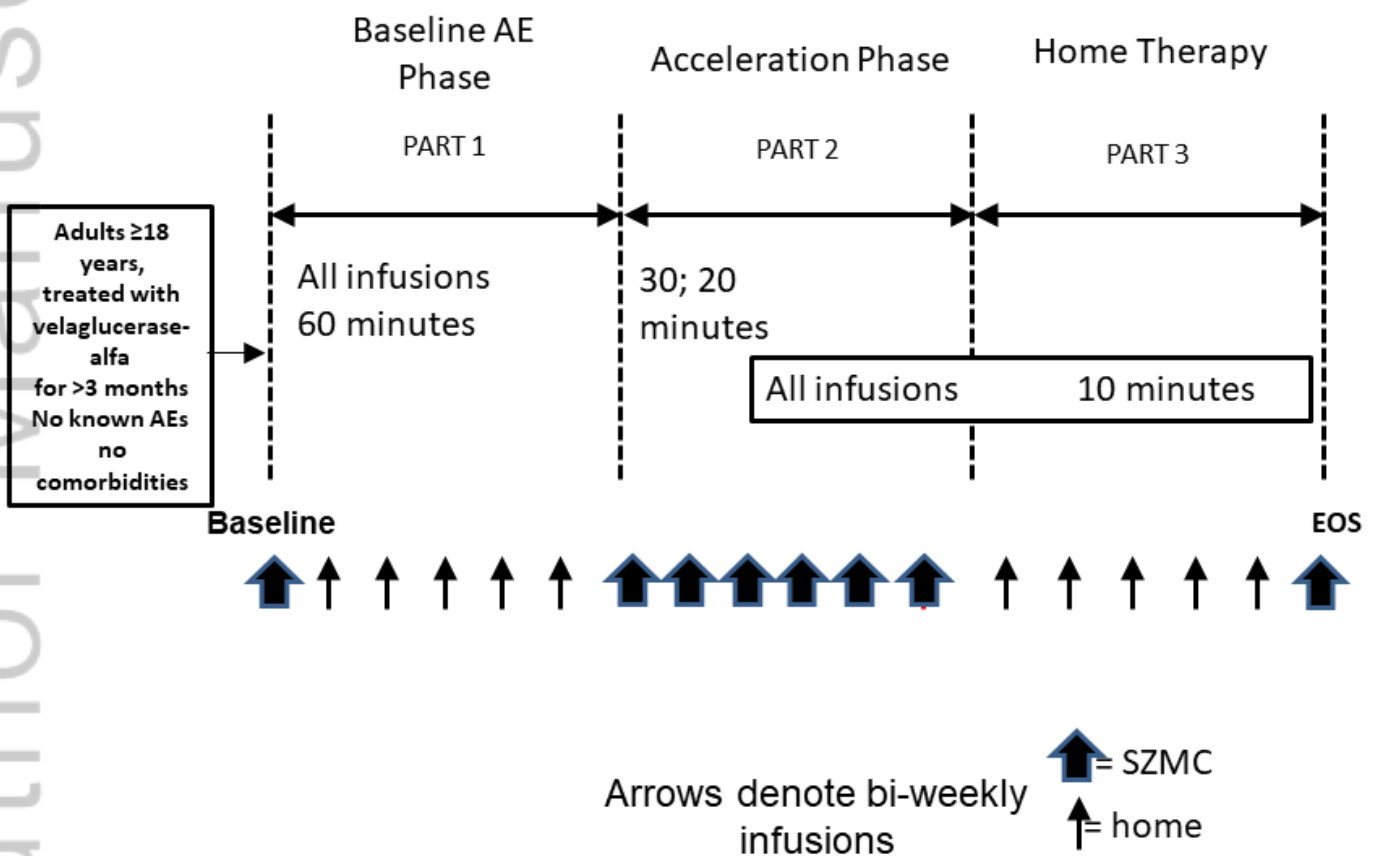 Baseline AE
Phase
Acceleration Phase
Home Therapy
PART 1
PART 2
PART 3
Adults ≥18
years,
treated with
velaglucerase-
alfa
for >3 months
No known AEs
no
comorbidities
All infusions
60 minutes
30; 20
minutes
All infusions 10 minutes
Baseline
EOS
Arrows denote bi-weekly
infusions
= SZMC
= home